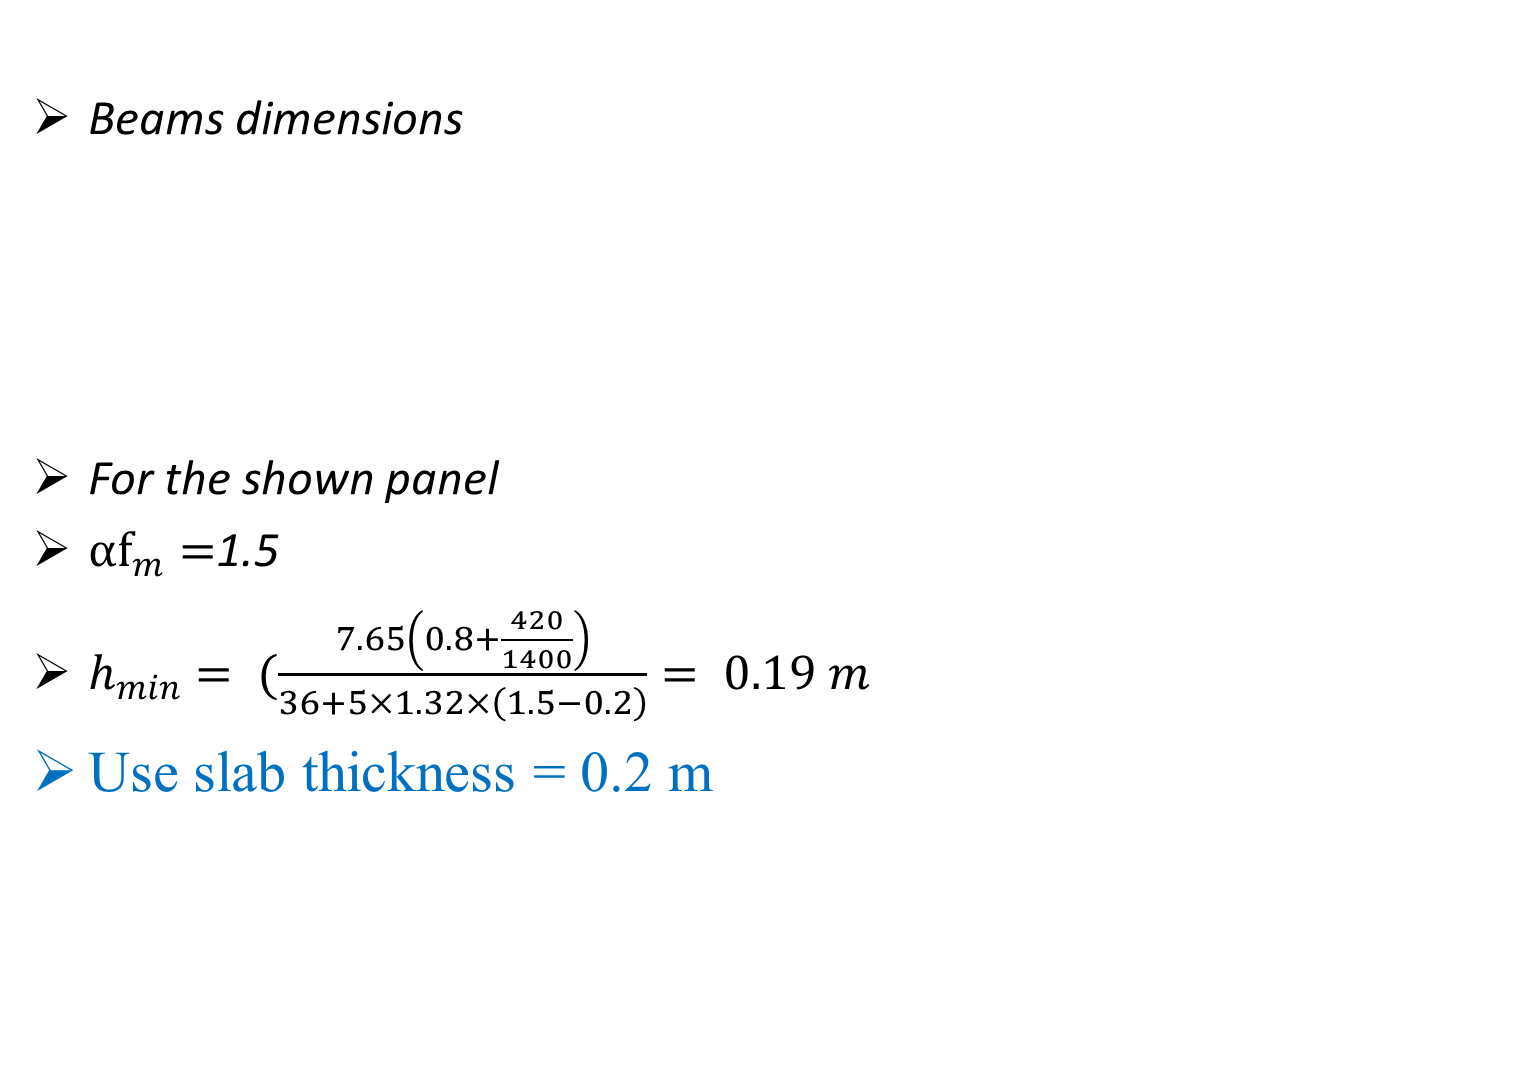 ➢ Beams dimensions
➢ For the shown panel
➢ αf_m =1.5
➢ h_min = (7.65(0.8+420/1400)/36+5×1.32×(1.5−0.2) = 0.19 m
➢ Use slab thickness = 0.2 m